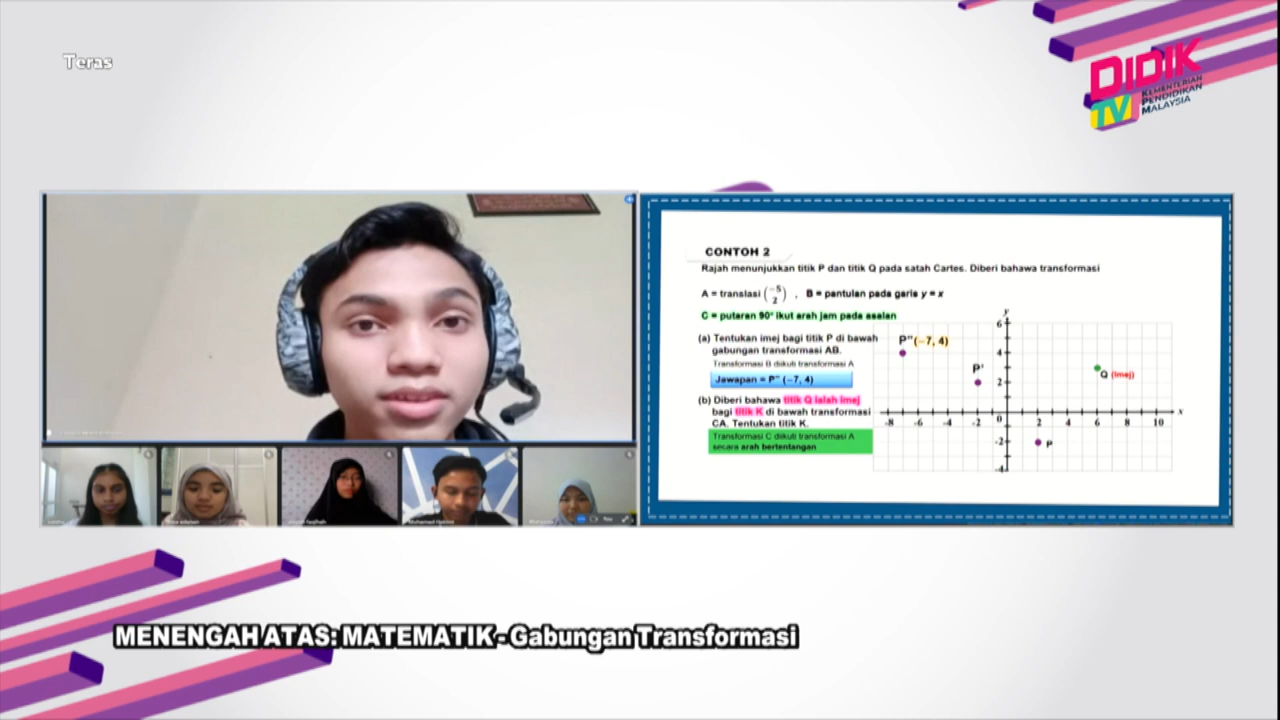 Teras
DIDIK
TV
KEMENTERIAN
PENDIDIKAN
MALAYSIA
CONTOH 2
Rajah menunjukkan titik P dan titik Q pada satah Cartes. Diberi bahawa transformasi
A = translasi (−5 2) , B = pantulan pada garis y = x
C = putaran 90° ikut arah jam pada asalan
(a) Tentukan imej bagi titik P di bawah
gabungan transformasi AB.
Transformasi B diikuti transformasi A
Jawapan = P" (−7, 4)
(b) Diberi bahawa titik Q ialah imej
bagi titik K di bawah transformasi
CA. Tentukan titik K.
Transformasi C diikuti transformasi A
secara arah bertentangan
y
6
P"(−7, 4)
4
P'
Q (imej)
2
x
-8 -6 -4 -2 0 2 4 6 8 10
-2
P
-4
MENENGAH ATAS: MATEMATIK - Gabungan Transformasi